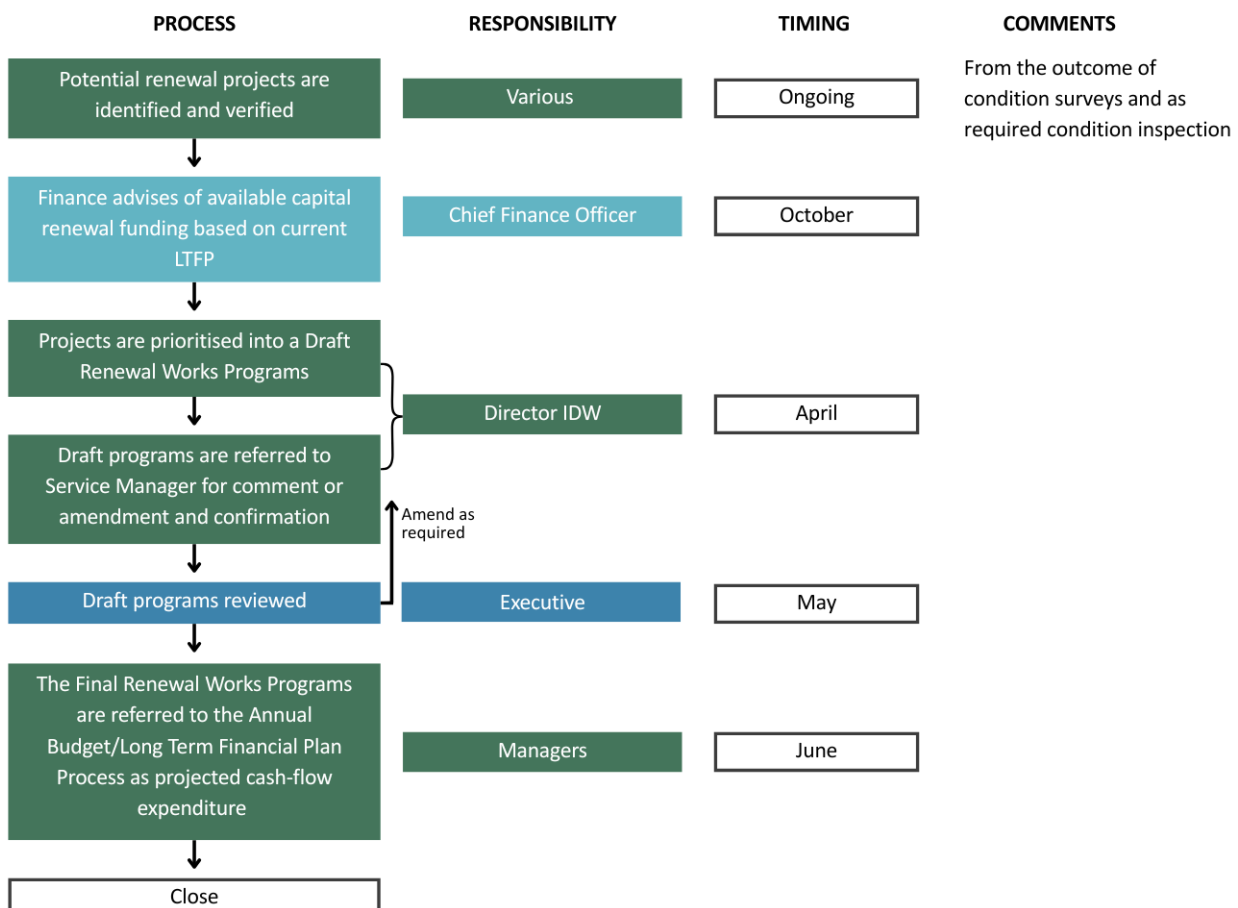 PROCESS
RESPONSIBILITY
TIMING
COMMENTS
Potential renewal projects are
identified and verified
Various
Ongoing
From the outcome of
condition surveys and as
required condition inspection
Finance advises of available capital
renewal funding based on current
LTFP
Chief Finance Officer
October
Projects are prioritised into a Draft
Renewal Works Programs
Director IDW
April
Draft programs are referred to
Service Manager for comment or
amendment and confirmation
Amend as
required
Draft programs reviewed
Executive
May
The Final Renewal Works Programs
are referred to the Annual
Budget/Long Term Financial Plan
Process as projected cash-flow
expenditure
Managers
June
Close